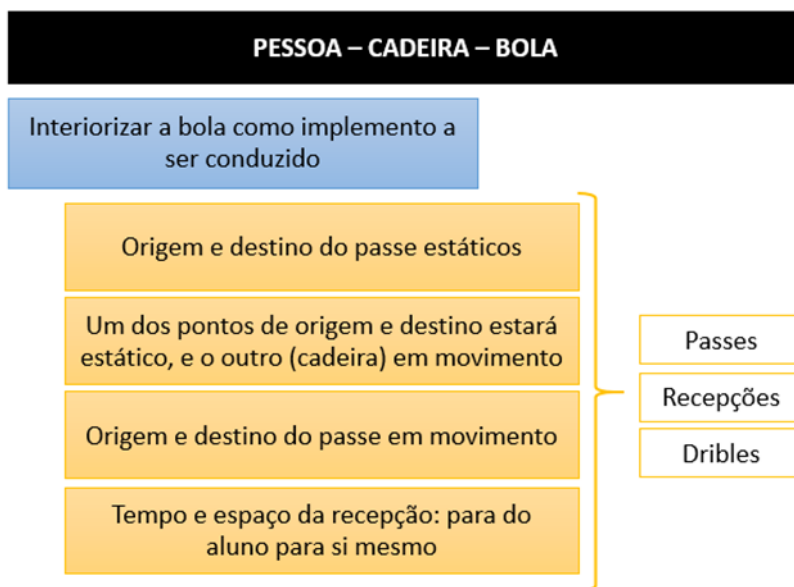 PESSOA – CADEIRA – BOLA
Interiorizar a bola como implemento a
ser conduzido
Origem e destino do passe estáticos
Um dos pontos de origem e destino estará
estático, e o outro (cadeira) em movimento
Origem e destino do passe em movimento
Tempo e espaço da recepção: para do
aluno para si mesmo
Passes
Recepções
Dribles